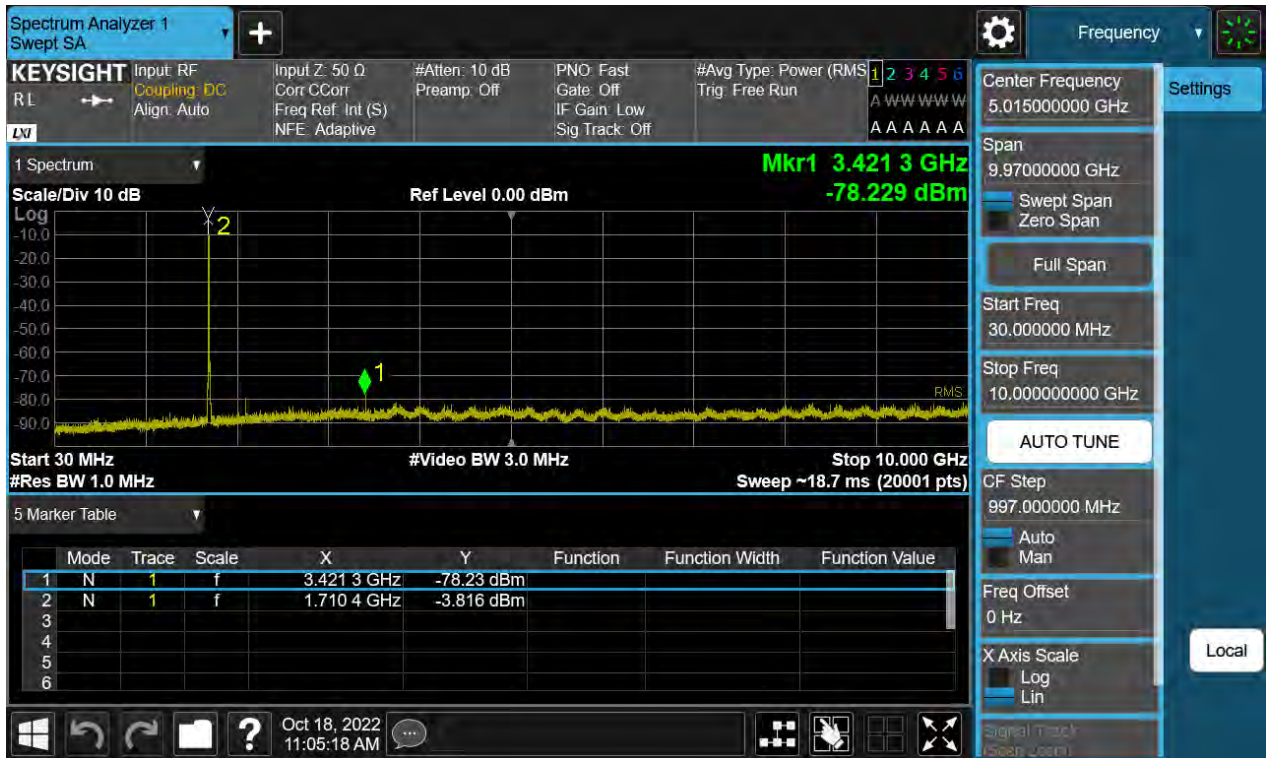 Spectrum Analyzer 1
Swept SA
+
Frequency
KEYSIGHT
RL
LXI
Input: RF
Coupling: DC
Align: Auto
Input Z: 50 Ω
Corr CCorr
Freq Ref: Int (S)
NFE: Adaptive
#Atten: 10 dB
Preamp: Off
PNO: Fast
Gate: Off
IF Gain: Low
Sig Track: Off
#Avg Type: Power (RMS
Trig: Free Run
1 2 3 4 5 6
A W W W W W
A A A A A A
1 Spectrum
Mkr1 3.421 3 GHz
-78.229 dBm
Scale/Div 10 dB
Ref Level 0.00 dBm
Log
-10.0
-20.0
-30.0
-40.0
-50.0
-60.0
-70.0
-80.0
-90.0
2
1
RMS
Start 30 MHz
#Video BW 3.0 MHz
Stop 10.000 GHz
#Res BW 1.0 MHz
Sweep ~18.7 ms (20001 pts)
5 Marker Table
Mode Trace Scale X Y Function Function Width Function Value
1 N 1 f 3.421 3 GHz -78.23 dBm
2 N 1 f 1.710 4 GHz -3.816 dBm
3
4
5
6
?
Oct 18, 2022
11:05:18 AM
Center Frequency
5.015000000 GHz
Settings
Span
9.97000000 GHz
Swept Span
Zero Span
Full Span
Start Freq
30.000000 MHz
Stop Freq
10.000000000 GHz
AUTO TUNE
CF Step
997.000000 MHz
Auto
Man
Freq Offset
0 Hz
X Axis Scale
Log
Lin
Local
Signal Track
(Span Zoom)